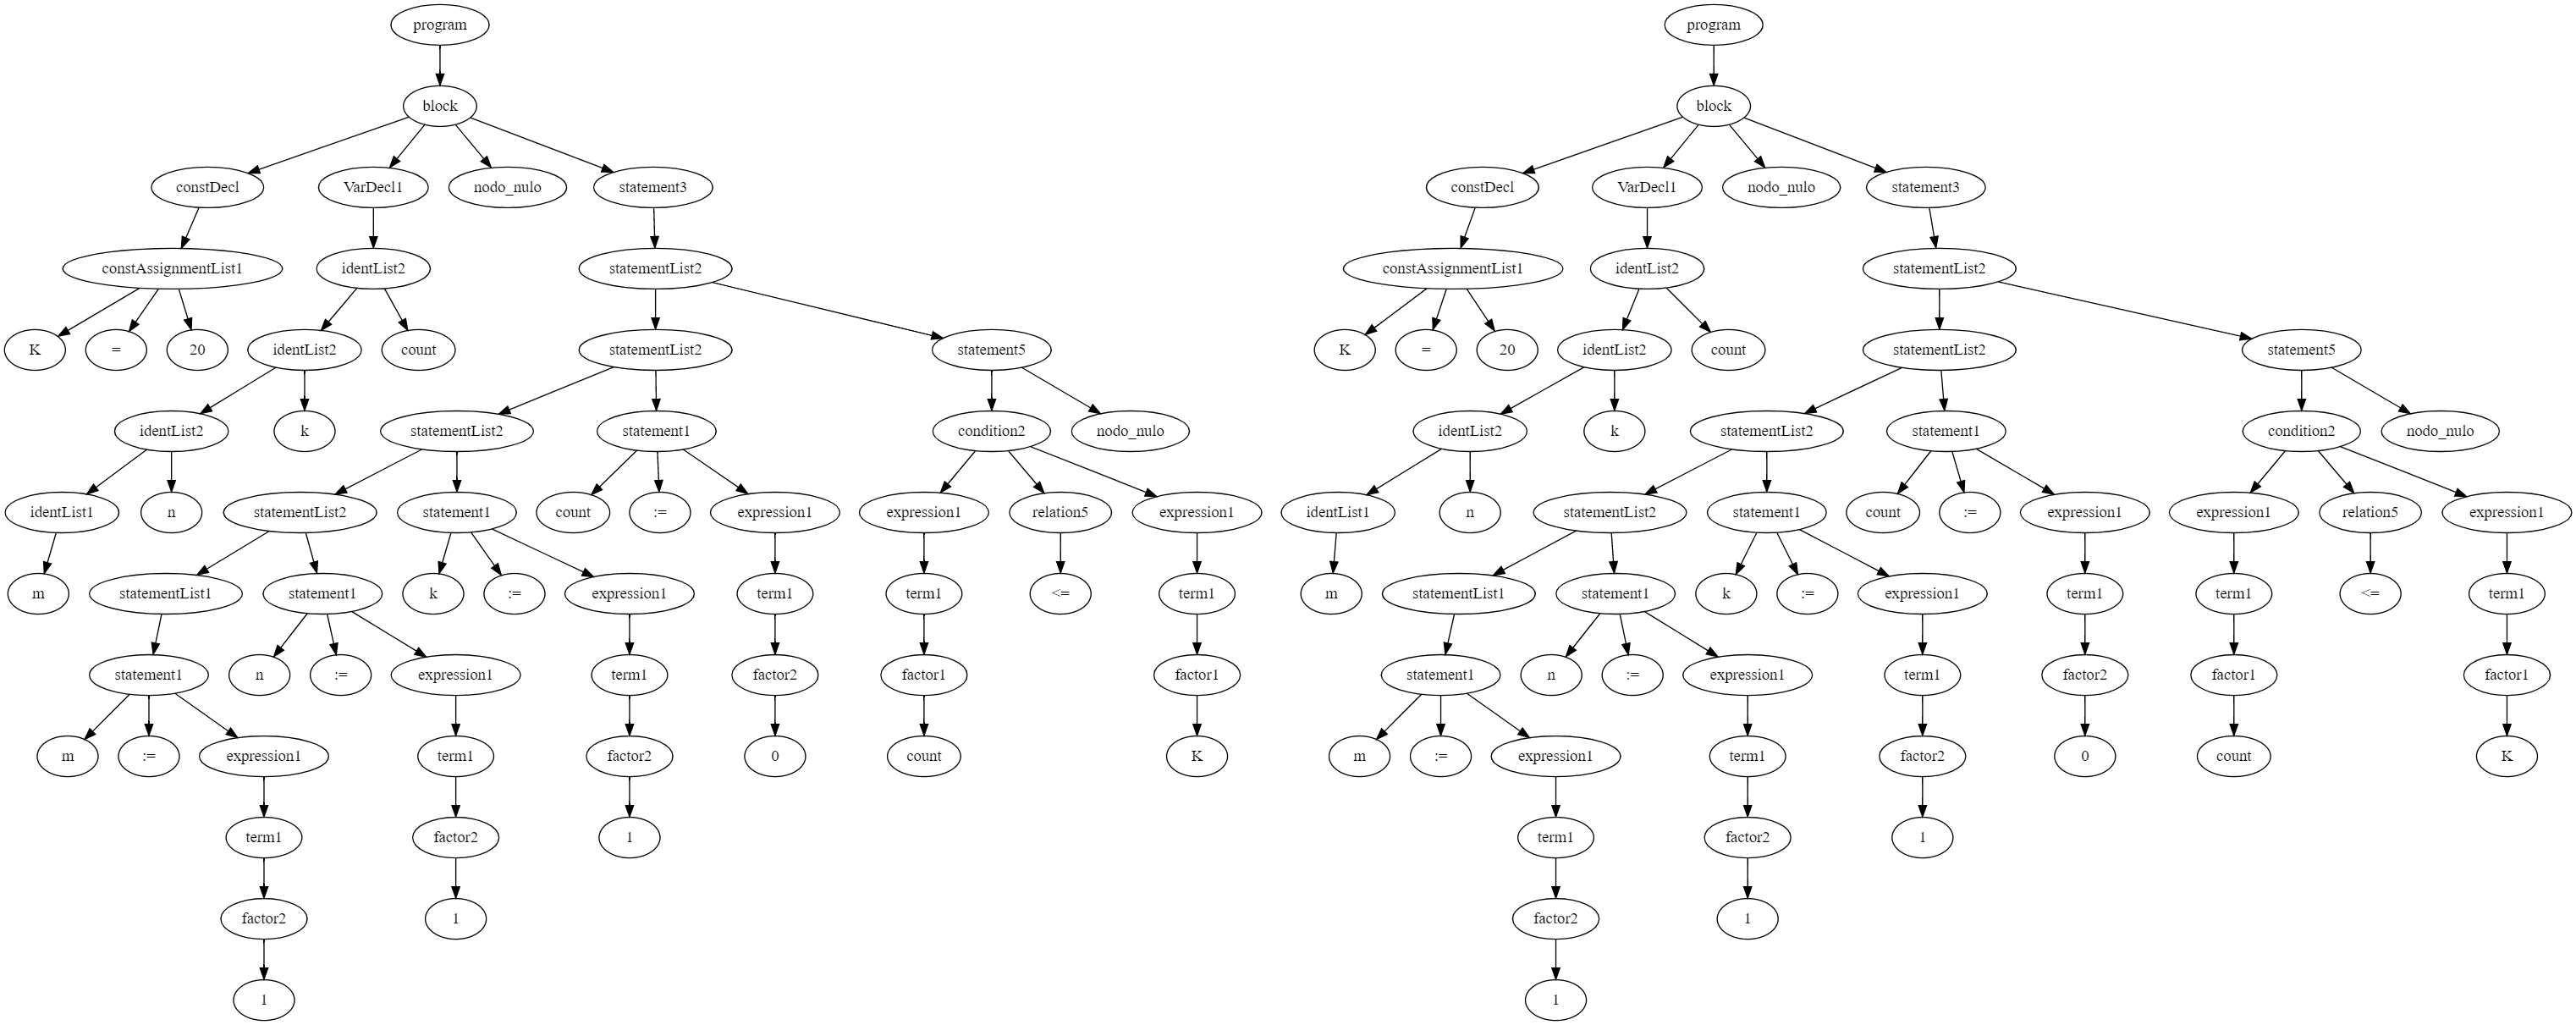 program program
block block
constDecl VarDecl1 nodo_nulo statement3 constDecl VarDecl1 nodo_nulo statement3
constAssignmentList1 identList2 statementList2 constAssignmentList1 identList2 statementList2
K = 20 identList2 count statementList2 statement5 K = 20 identList2 count statementList2 statement5
identList2 k statementList2 statement1 condition2 nodo_nulo identList2 k statementList2 statement1 condition2 nodo_nulo
identList1 n statementList2 statement1 count := expression1 expression1 relation5 expression1 identList1 n statementList2 statement1 count := expression1 expression1 relation5 expression1
m statementList1 statement1 k := expression1 term1 term1 <= term1 m statementList1 statement1 k := expression1 term1 term1 <= term1
statement1 n := expression1 term1 factor2 factor1 factor1 statement1 n := expression1 term1 factor2 factor1 factor1
m := expression1 term1 factor2 0 count K m := expression1 term1 factor2 0 count K
term1 factor2 1 term1 factor2 1
factor2 1 factor2 1
1 1